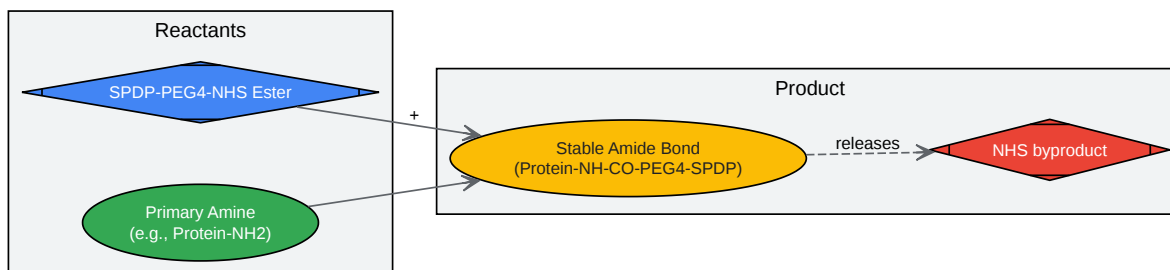 Reactants
SPDP-PEG4-NHS Ester
Primary Amine
(e.g., Protein-NH2)
+
Product
Stable Amide Bond
(Protein-NH-CO-PEG4-SPDP)
releases
NHS byproduct